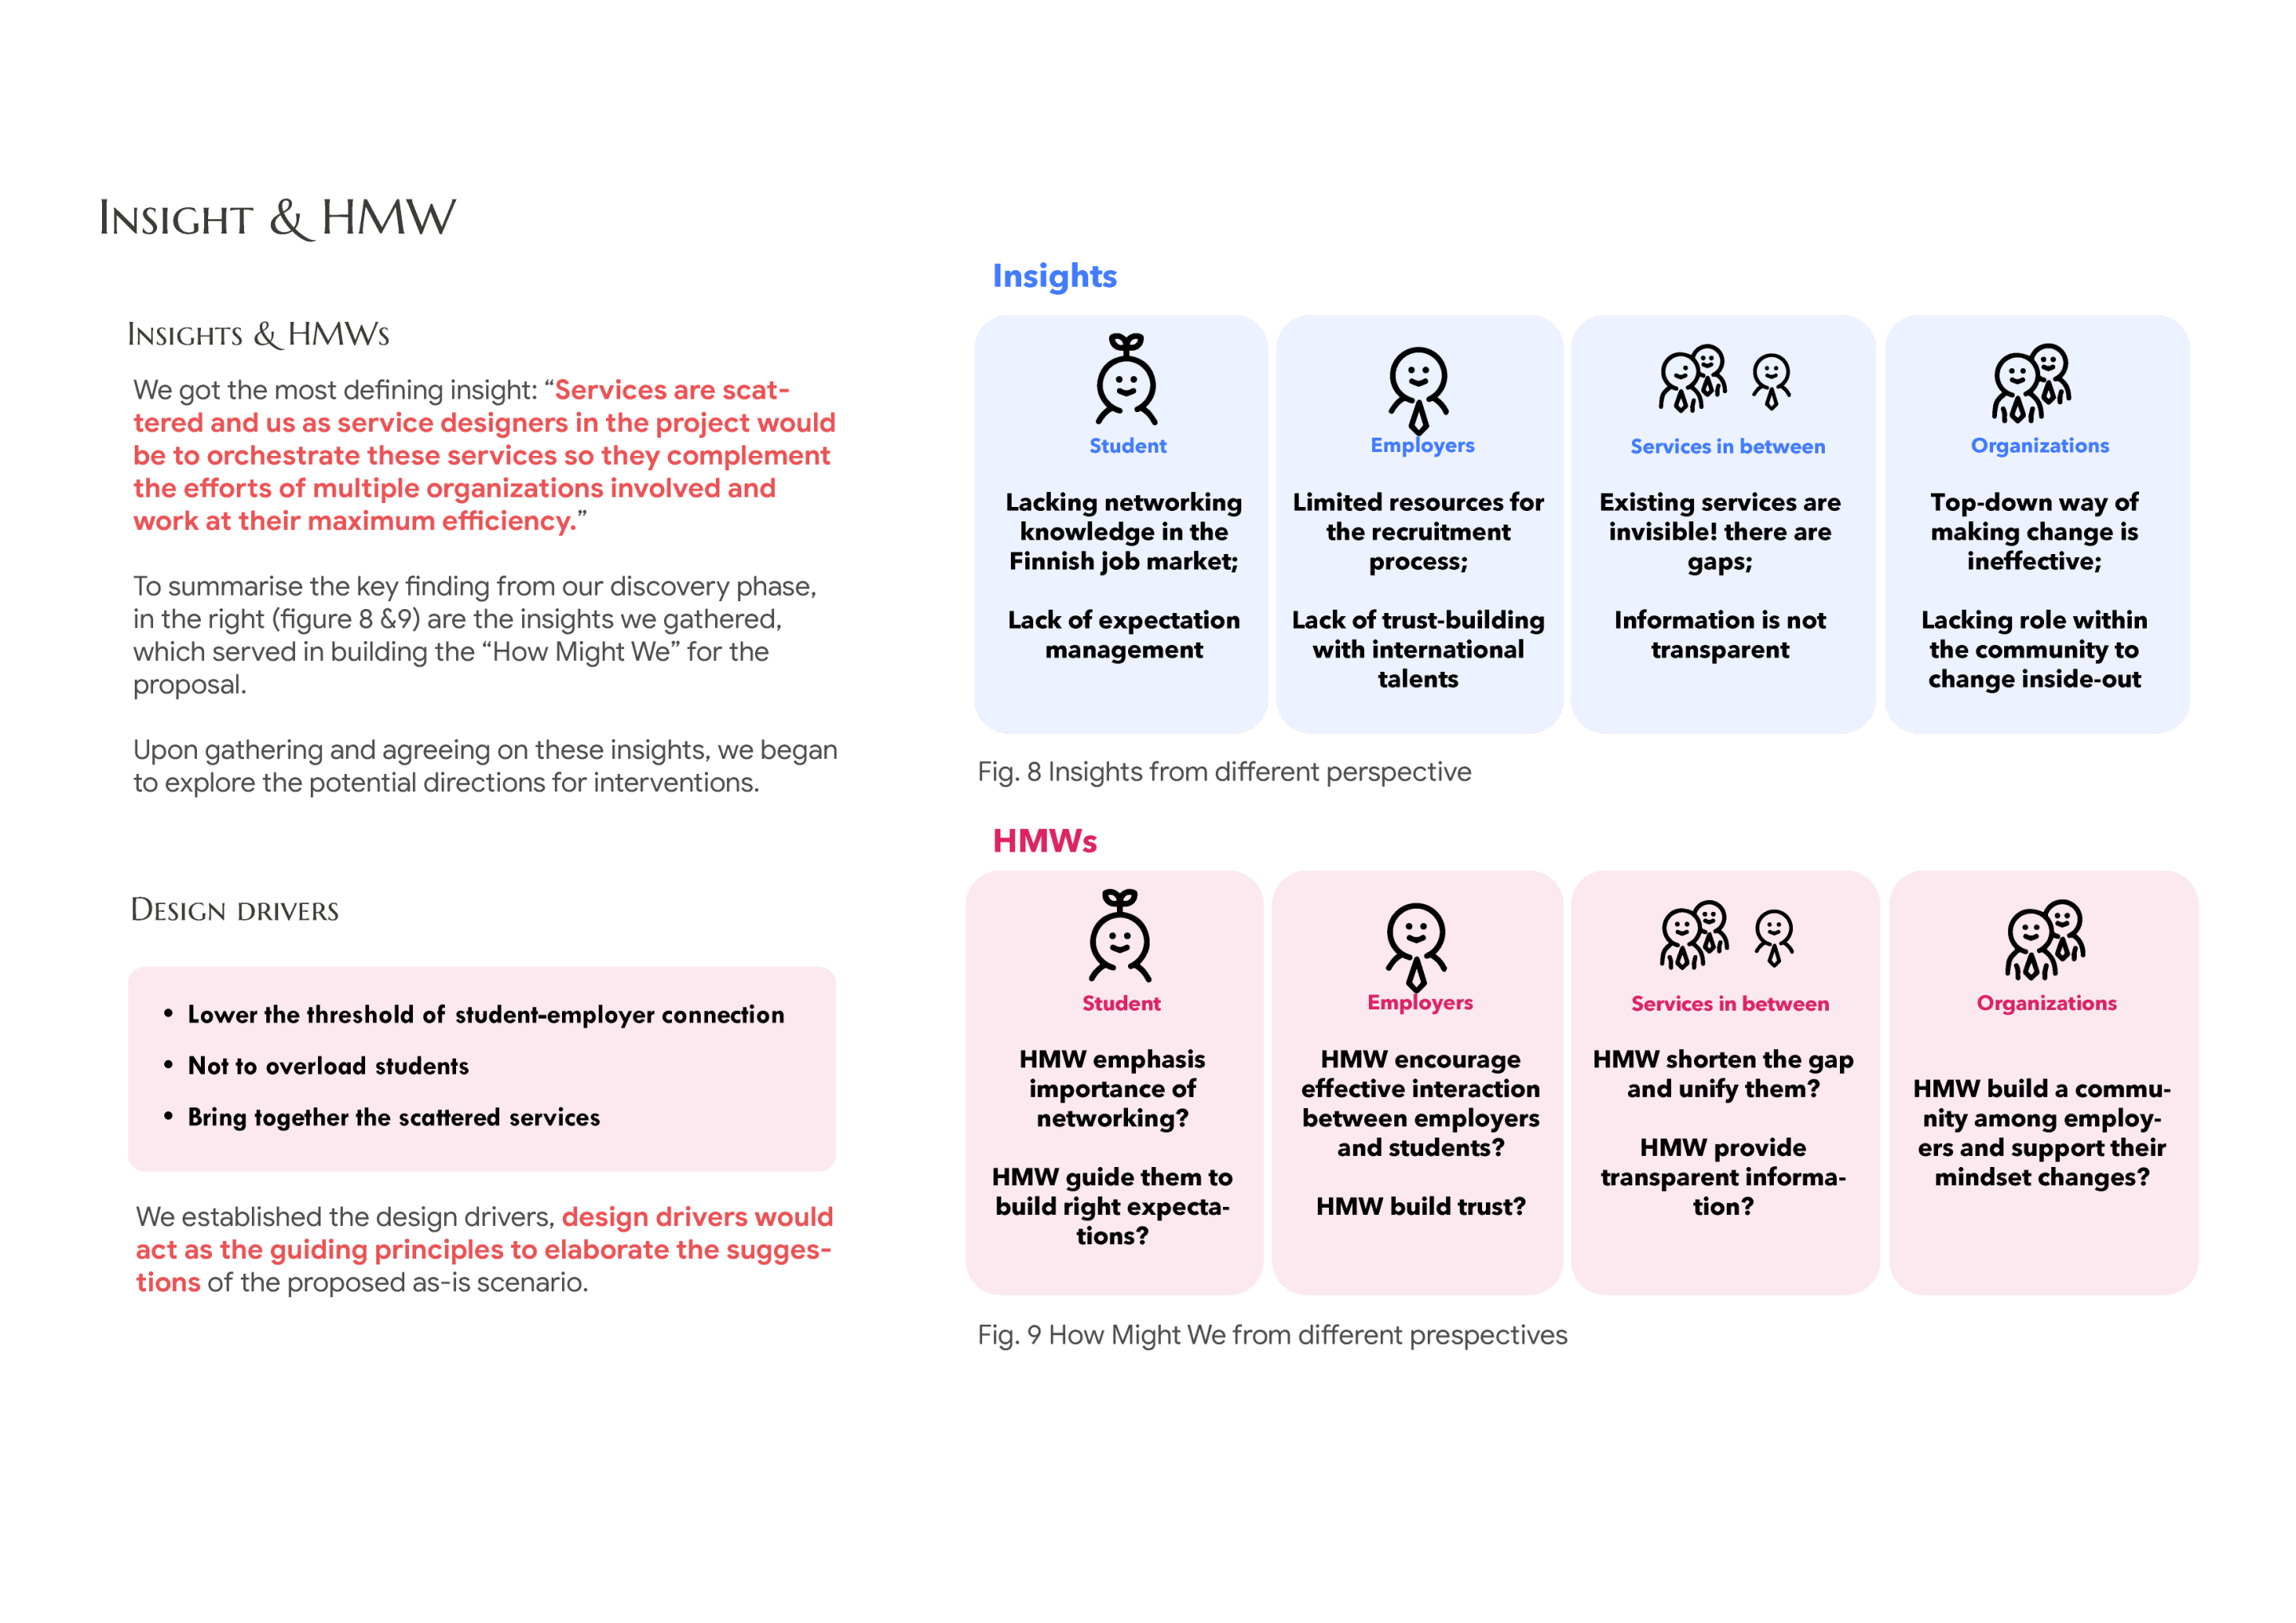 Insight & HMW
Insights & HMWs
We got the most defining insight: “Services are scat-
tered and us as service designers in the project would
be to orchestrate these services so they complement
the efforts of multiple organizations involved and
work at their maximum efficiency.”
To summarise the key finding from our discovery phase,
in the right (figure 8 &9) are the insights we gathered,
which served in building the “How Might We” for the
proposal.
Upon gathering and agreeing on these insights, we began
to explore the potential directions for interventions.
Design drivers
• Lower the threshold of student-employer connection
• Not to overload students
• Bring together the scattered services
We established the design drivers, design drivers would
act as the guiding principles to elaborate the sugges-
tions of the proposed as-is scenario.
Insights
Student
Lacking networking
knowledge in the
Finnish job market;
Lack of expectation
management
Employers
Limited resources for
the recruitment
process;
Lack of trust-building
with international
talents
Services in between
Existing services are
invisible! there are
gaps;
Information is not
transparent
Organizations
Top-down way of
making change is
ineffective;
Lacking role within
the community to
change inside-out
Fig. 8 Insights from different perspective
HMWs
Student
HMW emphasis
importance of
networking?
HMW guide them to
build right expecta-
tions?
Employers
HMW encourage
effective interaction
between employers
and students?
HMW build trust?
Services in between
HMW shorten the gap
and unify them?
HMW provide
transparent informa-
tion?
Organizations
HMW build a commu-
nity among employ-
ers and support their
mindset changes?
Fig. 9 How Might We from different prespectives